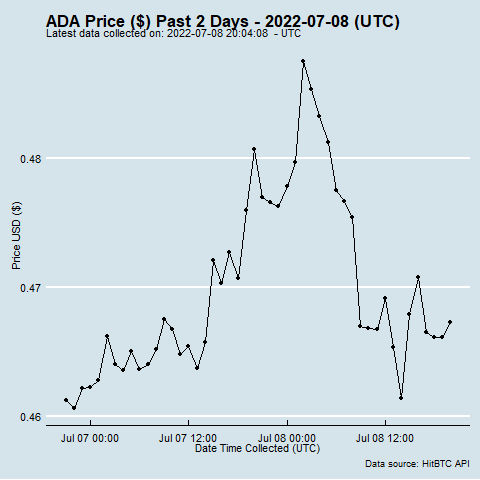 ADA Price ($) Past 2 Days - 2022-07-08 (UTC)
Latest data collected on: 2022-07-08 20:04:08 - UTC
0.48
0.47
0.46
Price USD ($)
Jul 07 00:00 Jul 07 12:00 Jul 08 00:00 Jul 08 12:00
Date Time Collected (UTC)
Data source: HitBTC API